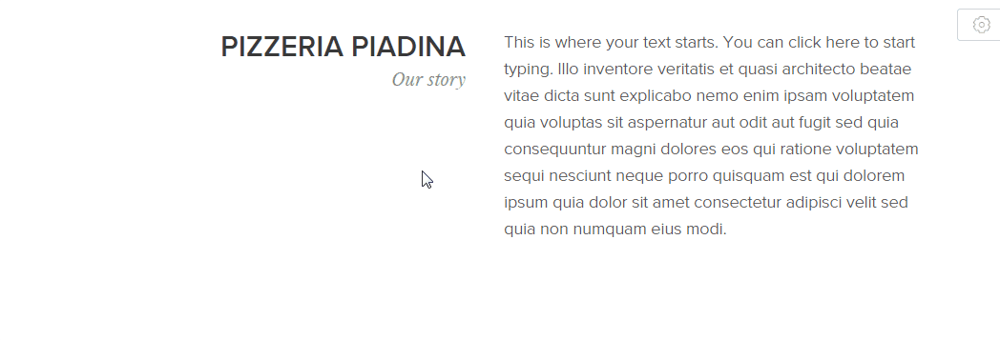 PIZZERIA PIADINA
Our story
This is where your text starts. You can click here to start
typing. Illo inventore veritatis et quasi architecto beatae
vitae dicta sunt explicabo nemo enim ipsam voluptatem
quia voluptas sit aspernatur aut odit aut fugit sed quia
consequuntur magni dolores eos qui ratione voluptatem
sequi nesciunt neque porro quisquam est qui dolorem
ipsum quia dolor sit amet consectetur adipisci velit sed
quia non numquam eius modi.